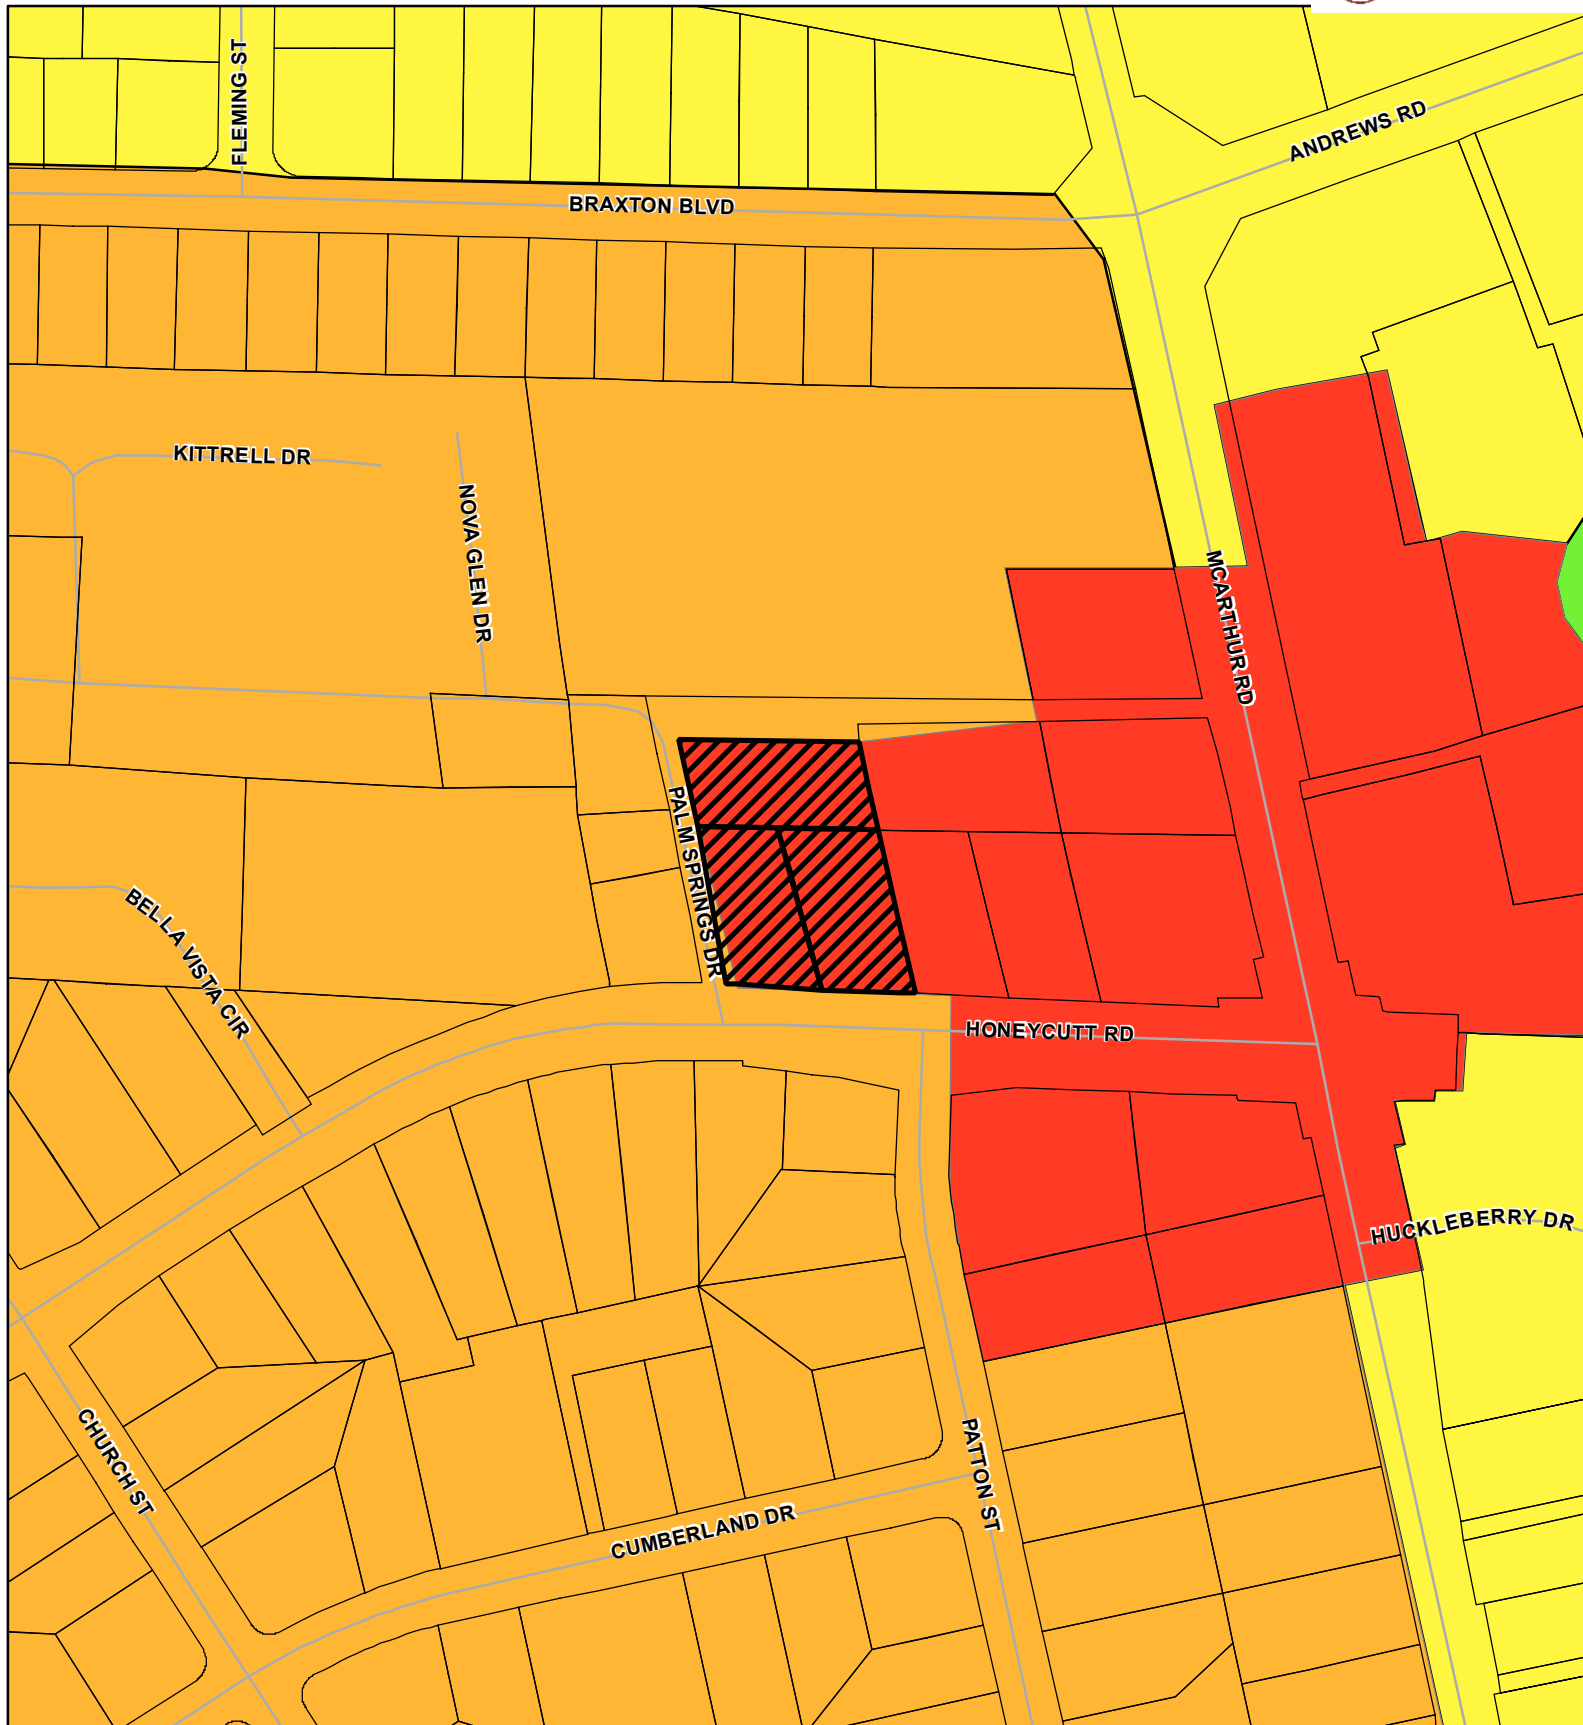 FLEMING ST
ANDREWS RD
BRAXTON BLVD
KITTRELL DR
NOVA GLEN DR
MCARTHUR RD
PALM SPRINGS DR
BELLA VISTA CIR
HONEYCUTT RD
HUCKLEBERRY DR
CHURCH ST
PATTON ST
CUMBERLAND DR